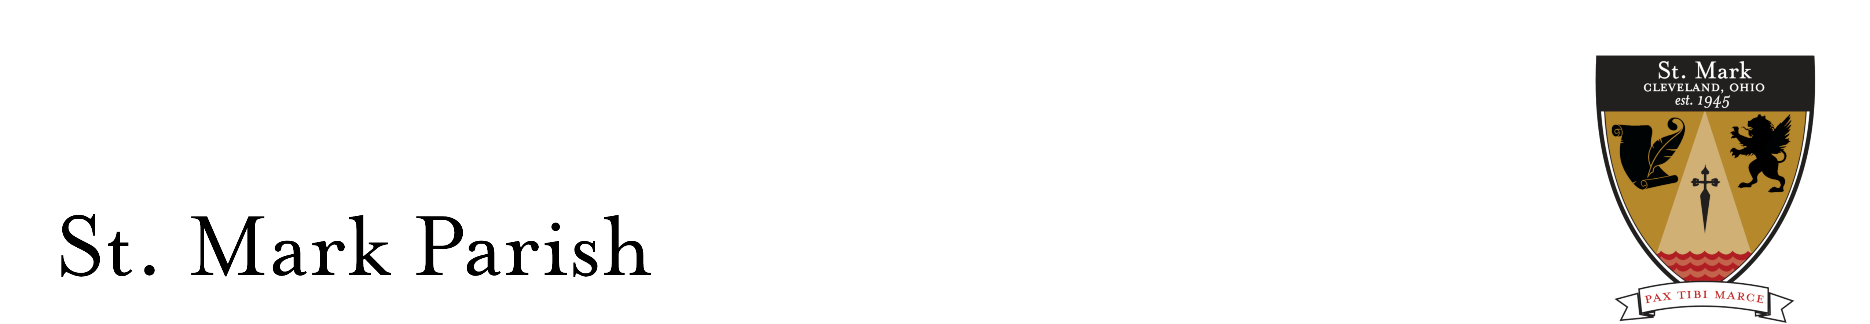 St. Mark Parish
St. Mark
CLEVELAND, OHIO
est. 1945
PAX TIBI MARCE